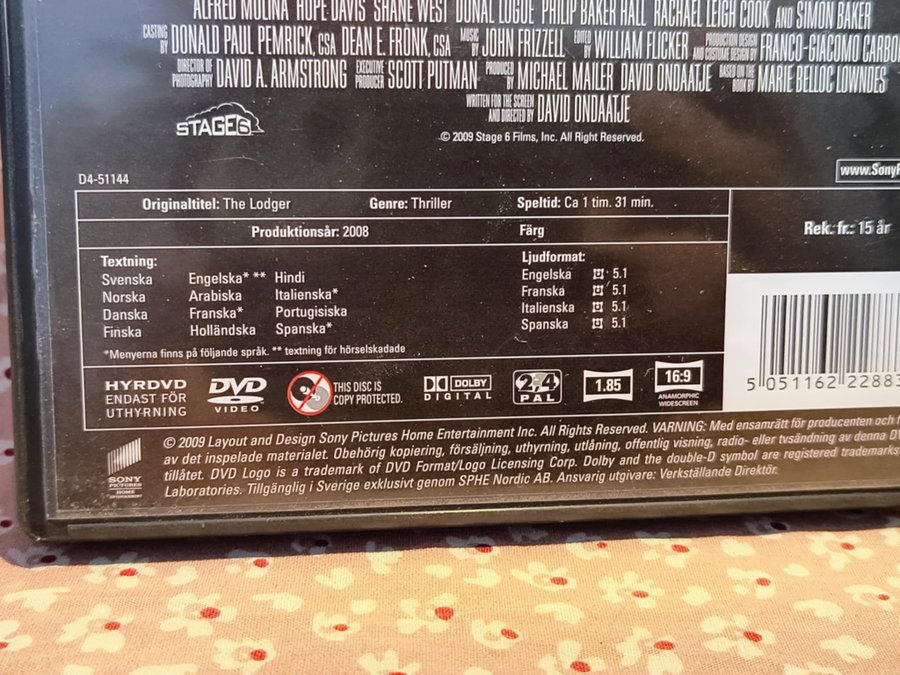 ALFRED MOLINA HOPE DAVIS SHANE WEST DONAL LOGUE PHILIP BAKER HALL RACHAEL LEIGH COOK AND SIMON BAKER
CASTING BY DONALD PAUL PEMRICK, CSA DEAN E. FRONK, CSA MUSIC BY JOHN FRIZZELL EDITED BY WILLIAM FLICKER PRODUCTION DESIGN AND COSTUME DESIGN BY FRANCO-GIACOMO CARBO
DIRECTOR OF PHOTOGRAPHY DAVID A. ARMSTRONG EXECUTIVE PRODUCER SCOTT PUTMAN PRODUCED BY MICHAEL MAILER DAVID ONDAATJE BASED ON THE BOOK BY MARIE BELLOC LOWNDES
WRITTEN FOR THE SCREEN AND DIRECTED BY DAVID ONDAATJE
STAGE 6
© 2009 Stage 6 Films, Inc. All Right Reserved.
D4-51144
www.SonyP
Originaltitel: The Lodger Genre: Thriller Speltid: Ca 1 tim. 31 min.
Produktionsår: 2008 Färg
Rek. fr.: 15 år
Textning:
Svenska Engelska* ** Hindi
Norska Arabiska Italienska*
Danska Franska* Portugisiska
Finska Holländska Spanska*
*Menyerna finns på följande språk. ** textning för hörselskadade
Ljudformat:
Engelska 5.1
Franska 5.1
Italienska 5.1
Spanska 5.1
HYRDVD
ENDAST FÖR
UTHYRNING
DVD
VIDEO
THIS DISC IS
COPY PROTECTED.
DOLBY
DIGITAL
2,4
PAL
1.85
16:9
ANAMORPHIC
WIDESCREEN
5 051162 22883
SONY
PICTURES
HOME
ENTERTAINMENT
© 2009 Layout and Design Sony Pictures Home Entertainment Inc. All Rights Reserved. VARNING: Med ensamrätt för producenten och f
av det inspelade materialet. Obehörig kopiering, försäljning, uthyrning, utlåning, offentlig visning, radio- eller tvsändning av denna DV
tillåtet. DVD Logo is a trademark of DVD Format/Logo Licensing Corp. Dolby and the double-D symbol are registered trademarks
Laboratories. Tillgänglig i Sverige exklusivt genom SPHE Nordic AB. Ansvarig utgivare: Verkställande Direktör.